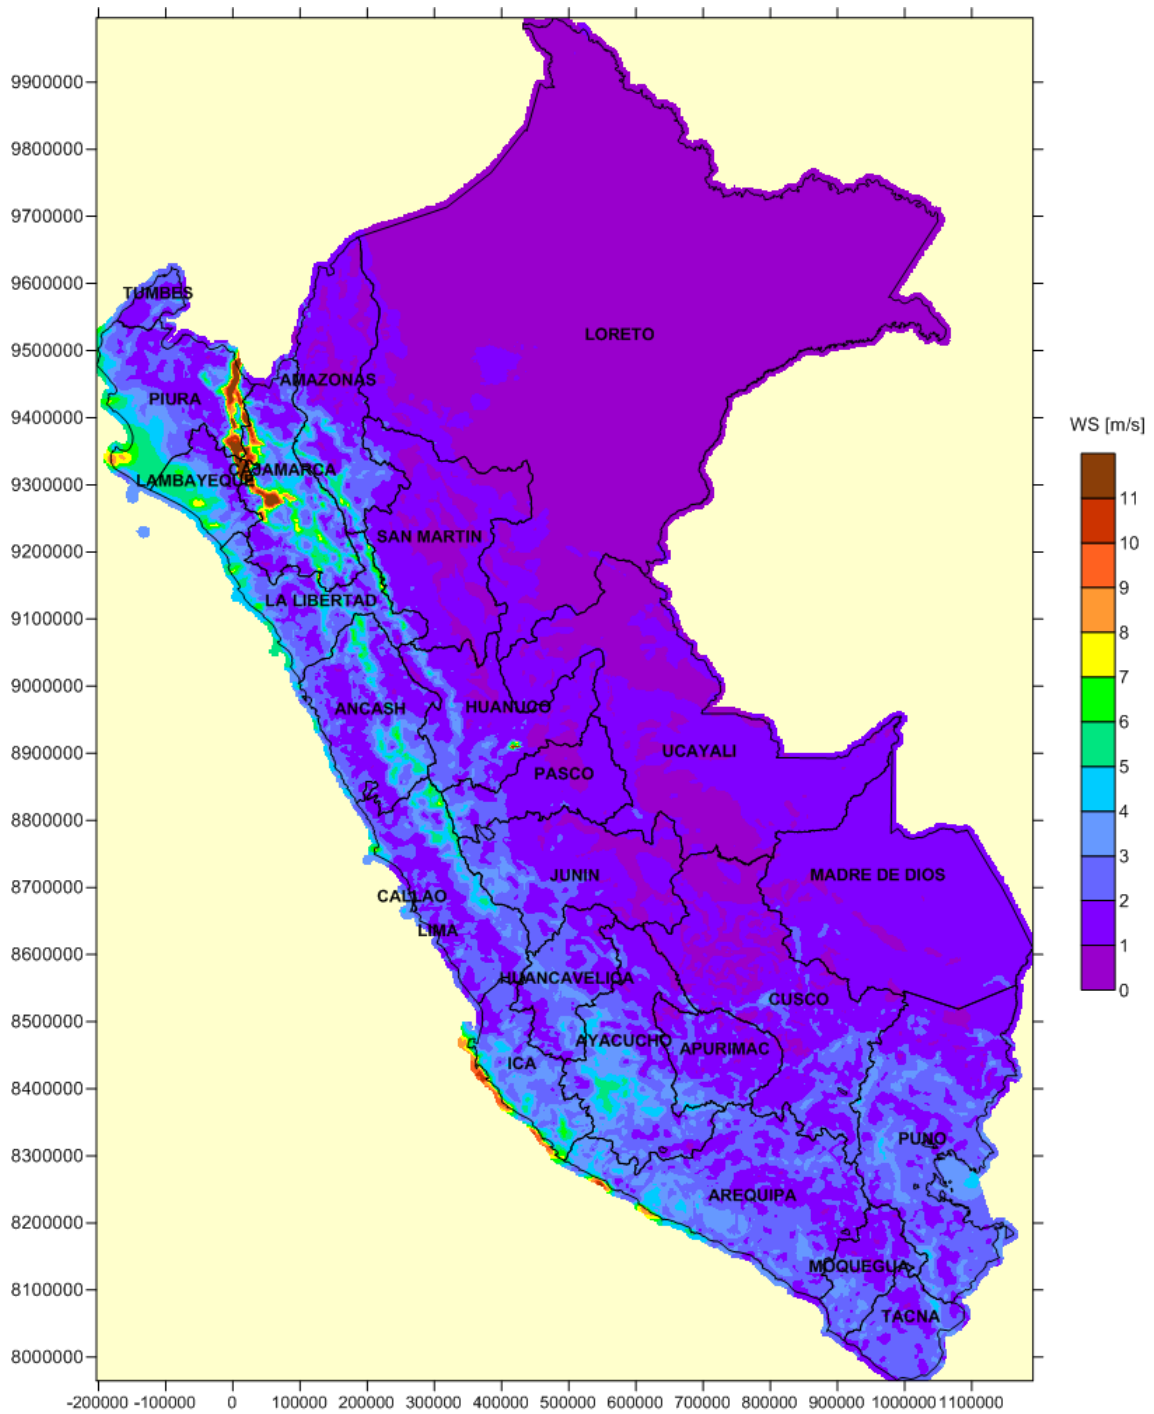 9900000
9800000
9700000
9600000
9500000
9400000
9300000
9200000
9100000
9000000
8900000
8800000
8700000
8600000
8500000
8400000
8300000
8200000
8100000
8000000
-200000 -100000 0 100000 200000 300000 400000 500000 600000 700000 800000 900000 1000000 1100000
TUMBES
LORETO
AMAZONAS
PIURA
CAJAMARCA
LAMBAYEQUE
SAN MARTIN
LA LIBERTAD
ANCASH
HUANUCO
UCAYALI
PASCO
JUNIN
MADRE DE DIOS
CALLAO
LIMA
HUANCAVELICA
CUSCO
AYACUCHO
APURIMAC
ICA
PUNO
AREQUIPA
MOQUEGUA
TACNA
WS [m/s]
11
10
9
8
7
6
5
4
3
2
1
0